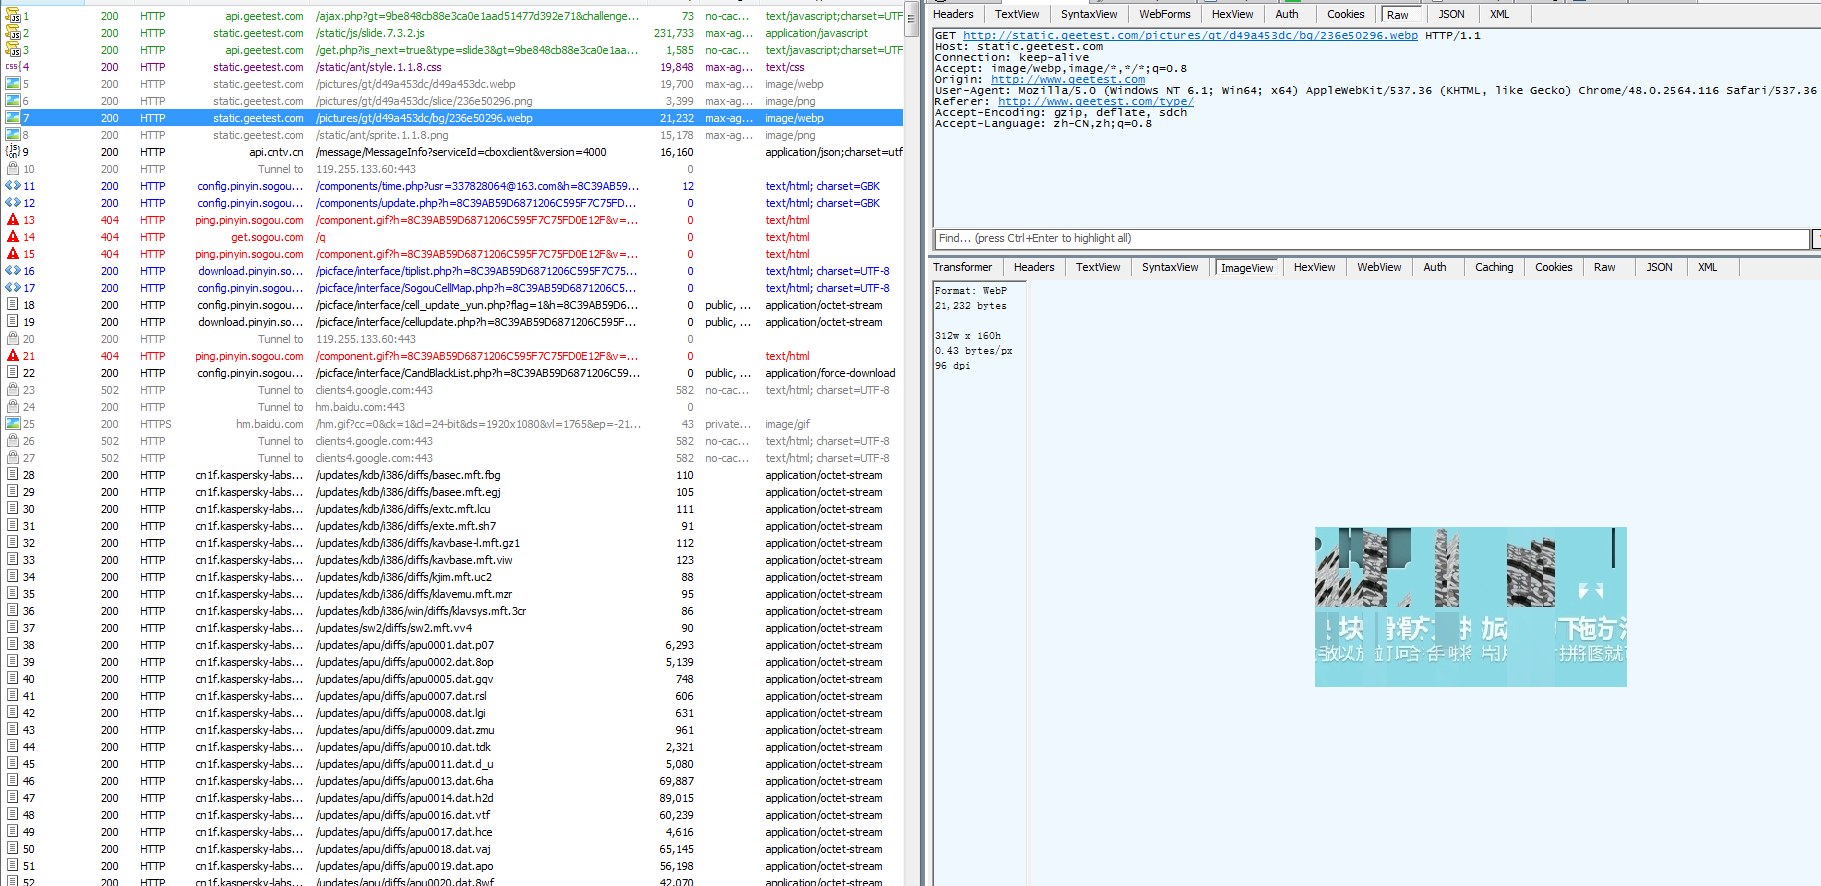 1 200 HTTP api.geetest.com /ajax.php?gt=9be848cb88e3ca0e1aad51477d392e71&challenge... 73 no-cac... text/javascript;charset=UTF
2 200 HTTP static.geetest.com /static/js/slide.7.3.2.js 231,733 max-ag... application/javascript
3 200 HTTP api.geetest.com /get.php?is_next=true&type=slide3&gt=9be848cb88e3ca0e1aa... 1,585 no-cac... text/javascript;charset=UTF
4 200 HTTP static.geetest.com /static/ant/style.1.1.8.css 19,848 max-ag... text/css
5 200 HTTP static.geetest.com /pictures/gt/d49a453dc/d49a453dc.webp 19,700 max-ag... image/webp
6 200 HTTP static.geetest.com /pictures/gt/d49a453dc/slice/236e50296.png 3,399 max-ag... image/png
7 200 HTTP static.geetest.com /pictures/gt/d49a453dc/bg/236e50296.webp 21,232 max-ag... image/webp
8 200 HTTP static.geetest.com /static/ant/sprite.1.1.8.png 15,178 max-ag... image/png
9 200 HTTP api.cntv.cn /message/MessageInfo?serviceId=cboxclient&version=4000 16,160 application/json;charset=utf
10 200 HTTP Tunnel to 119.255.133.60:443 0
11 200 HTTP config.pinyin.sogou... /components/time.php?usr=337828064@163.com&h=8C39AB59... 12 text/html; charset=GBK
12 200 HTTP config.pinyin.sogou... /components/update.php?h=8C39AB59D6871206C595F7C75F... 0 text/html; charset=GBK
13 404 HTTP ping.pinyin.sogou.com /component.gif?h=8C39AB59D6871206C595F7C75FD0E12F&v=... 0 text/html
14 404 HTTP get.sogou.com /q 0 text/html
15 404 HTTP ping.pinyin.sogou.com /component.gif?h=8C39AB59D6871206C595F7C75FD0E12F&v=... 0 text/html
16 200 HTTP download.pinyin.so... /picface/interface/tiplist.php?h=8C39AB59D6871206C595F7C75... 0 text/html; charset=UTF-8
17 200 HTTP config.pinyin.sogou... /picface/interface/SogouCellMap.php?h=8C39AB59D6871206C5... 0 text/html; charset=UTF-8
18 200 HTTP config.pinyin.sogou... /picface/interface/cell_update_yun.php?flag=1&h=8C39AB59D6... 0 public, ... application/octet-stream
19 200 HTTP download.pinyin.so... /picface/interface/cellupdate.php?h=8C39AB59D6871206C595F... 0 public, ... application/octet-stream
20 200 HTTP Tunnel to 119.255.133.60:443 0
21 404 HTTP ping.pinyin.sogou.com /component.gif?h=8C39AB59D6871206C595F7C75FD0E12F&v=... 0 text/html
22 200 HTTP config.pinyin.sogou... /picface/interface/CandBlackList.php?h=8C39AB59D6871206C59... 0 public, ... application/force-download
23 502 HTTP Tunnel to clients4.google.com:443 582 no-cac... text/html; charset=UTF-8
24 200 HTTP Tunnel to hm.baidu.com:443 0
25 200 HTTPS hm.baidu.com /hm.gif?cc=0&ck=1&cl=24-bit&ds=1920x1080&vl=1765&ep=-21... 43 private... image/gif
26 502 HTTP Tunnel to clients4.google.com:443 582 no-cac... text/html; charset=UTF-8
27 502 HTTP Tunnel to clients4.google.com:443 582 no-cac... text/html; charset=UTF-8
28 200 HTTP cn1f.kaspersky-labs... /updates/kdb/i386/diffs/basec.mft.fbg 110 application/octet-stream
29 200 HTTP cn1f.kaspersky-labs... /updates/kdb/i386/diffs/basee.mft.egj 105 application/octet-stream
30 200 HTTP cn1f.kaspersky-labs... /updates/kdb/i386/diffs/extc.mft.lcu 111 application/octet-stream
31 200 HTTP cn1f.kaspersky-labs... /updates/kdb/i386/diffs/exte.mft.sh7 91 application/octet-stream
32 200 HTTP cn1f.kaspersky-labs... /updates/kdb/i386/diffs/kavbase-l.mft.gz1 112 application/octet-stream
33 200 HTTP cn1f.kaspersky-labs... /updates/kdb/i386/diffs/kavbase.mft.viw 123 application/octet-stream
34 200 HTTP cn1f.kaspersky-labs... /updates/kdb/i386/diffs/kjim.mft.uc2 88 application/octet-stream
35 200 HTTP cn1f.kaspersky-labs... /updates/kdb/i386/diffs/klavemu.mft.mzr 95 application/octet-stream
36 200 HTTP cn1f.kaspersky-labs... /updates/kdb/i386/win/diffs/klavsys.mft.3cr 86 application/octet-stream
37 200 HTTP cn1f.kaspersky-labs... /updates/sw2/diffs/sw2.mft.vv4 90 application/octet-stream
38 200 HTTP cn1f.kaspersky-labs... /updates/apu/diffs/apu0001.dat.p07 6,293 application/octet-stream
39 200 HTTP cn1f.kaspersky-labs... /updates/apu/diffs/apu0002.dat.8op 5,139 application/octet-stream
40 200 HTTP cn1f.kaspersky-labs... /updates/apu/diffs/apu0005.dat.gqv 748 application/octet-stream
41 200 HTTP cn1f.kaspersky-labs... /updates/apu/diffs/apu0007.dat.rsl 606 application/octet-stream
42 200 HTTP cn1f.kaspersky-labs... /updates/apu/diffs/apu0008.dat.lgi 631 application/octet-stream
43 200 HTTP cn1f.kaspersky-labs... /updates/apu/diffs/apu0009.dat.zmu 961 application/octet-stream
44 200 HTTP cn1f.kaspersky-labs... /updates/apu/diffs/apu0010.dat.tdk 2,321 application/octet-stream
45 200 HTTP cn1f.kaspersky-labs... /updates/apu/diffs/apu0011.dat.d_u 5,080 application/octet-stream
46 200 HTTP cn1f.kaspersky-labs... /updates/apu/diffs/apu0013.dat.6ha 69,887 application/octet-stream
47 200 HTTP cn1f.kaspersky-labs... /updates/apu/diffs/apu0014.dat.h2d 89,015 application/octet-stream
48 200 HTTP cn1f.kaspersky-labs... /updates/apu/diffs/apu0016.dat.vtf 60,239 application/octet-stream
49 200 HTTP cn1f.kaspersky-labs... /updates/apu/diffs/apu0017.dat.hce 4,616 application/octet-stream
50 200 HTTP cn1f.kaspersky-labs... /updates/apu/diffs/apu0018.dat.vaj 65,145 application/octet-stream
51 200 HTTP cn1f.kaspersky-labs... /updates/apu/diffs/apu0019.dat.apo 56,198 application/octet-stream
52 200 HTTP cn1f.kaspersky-labs... /updates/apu/diffs/apu0020.dat.8wf 42,070 application/octet-stream
Headers TextView SyntaxView WebForms HexView Auth Cookies Raw JSON XML
GET http://static.geetest.com/pictures/gt/d49a453dc/bg/236e50296.webp HTTP/1.1
Host: static.geetest.com
Connection: keep-alive
Accept: image/webp,image/*,*/*;q=0.8
Origin: http://www.geetest.com
User-Agent: Mozilla/5.0 (Windows NT 6.1; Win64; x64) AppleWebKit/537.36 (KHTML, like Gecko) Chrome/48.0.2564.116 Safari/537.36
Referer: http://www.geetest.com/type/
Accept-Encoding: gzip, deflate, sdch
Accept-Language: zh-CN,zh;q=0.8
Find... (press Ctrl+Enter to highlight all)
Transformer Headers TextView SyntaxView ImageView HexView WebView Auth Caching Cookies Raw JSON XML
Format: WebP
21,232 bytes
312w x 160h
0.43 bytes/px
96 dpi